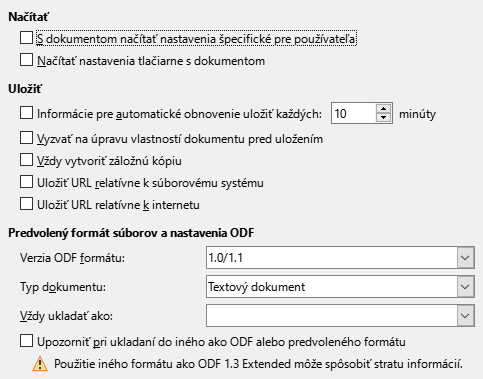 Načítať
S dokumentom načítať nastavenia špecifické pre používateľa
Načítať nastavenia tlačiarne s dokumentom
Uložiť
Informácie pre automatické obnovenie uložiť každých: 10 minúty
Vyzvať na úpravu vlastností dokumentu pred uložením
Vždy vytvoriť záložnú kópiu
Uložiť URL relatívne k súborovému systému
Uložiť URL relatívne k internetu
Predvolený formát súborov a nastavenia ODF
Verzia ODF formátu: 1.0/1.1
Typ dokumentu: Textový dokument
Vždy ukladať ako:
Upozorniť pri ukladaní do iného ako ODF alebo predvoleného formátu
Použitie iného formátu ako ODF 1.3 Extended môže spôsobiť stratu informácií.